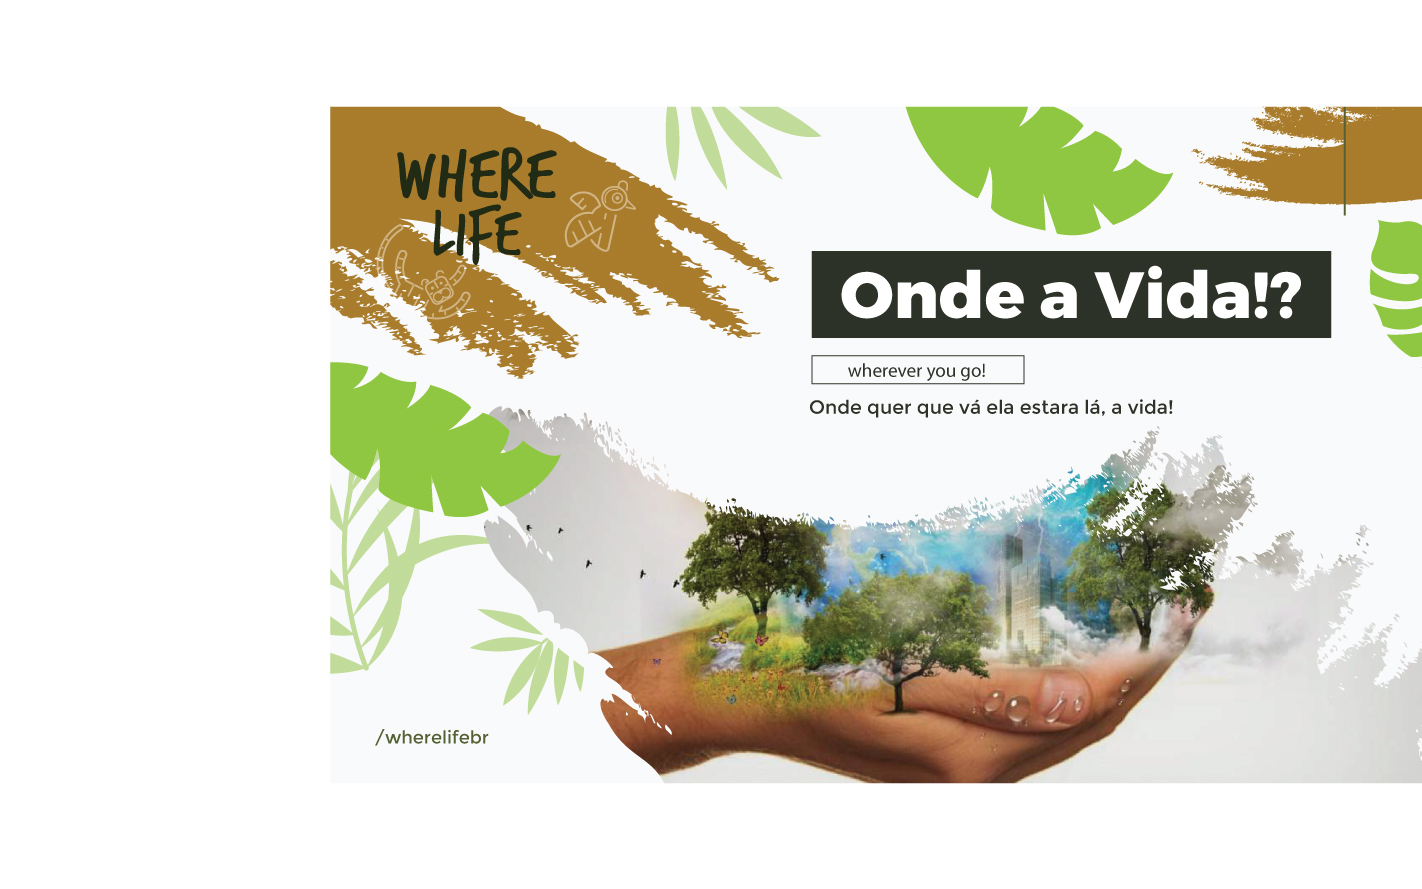 WHERE
LIFE
Onde a Vida!?
wherever you go!
Onde quer que vá ela estara lá, a vida!
/wherelifebr